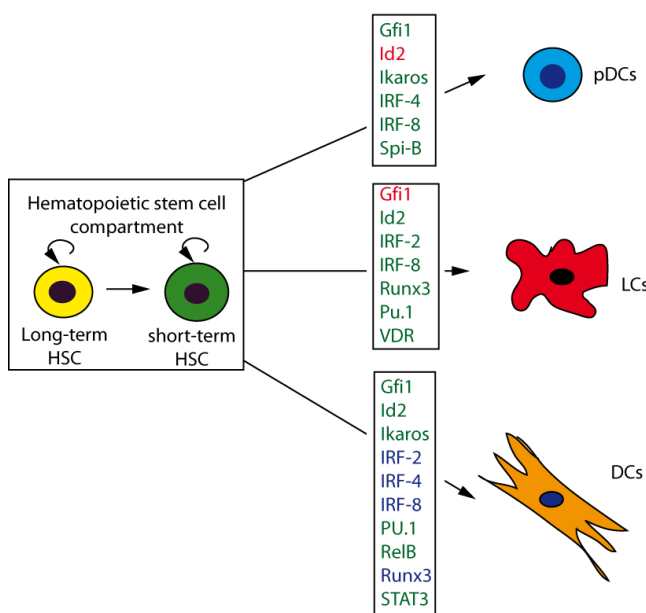 Gfi1
Id2
Ikaros
IRF-4
IRF-8
Spi-B
pDCs
Hematopoietic stem cell
compartment
Long-term
HSC
short-term
HSC
Gfi1
Id2
IRF-2
IRF-8
Runx3
Pu.1
VDR
LCs
Gfi1
Id2
Ikaros
IRF-2
IRF-4
IRF-8
PU.1
RelB
Runx3
STAT3
DCs